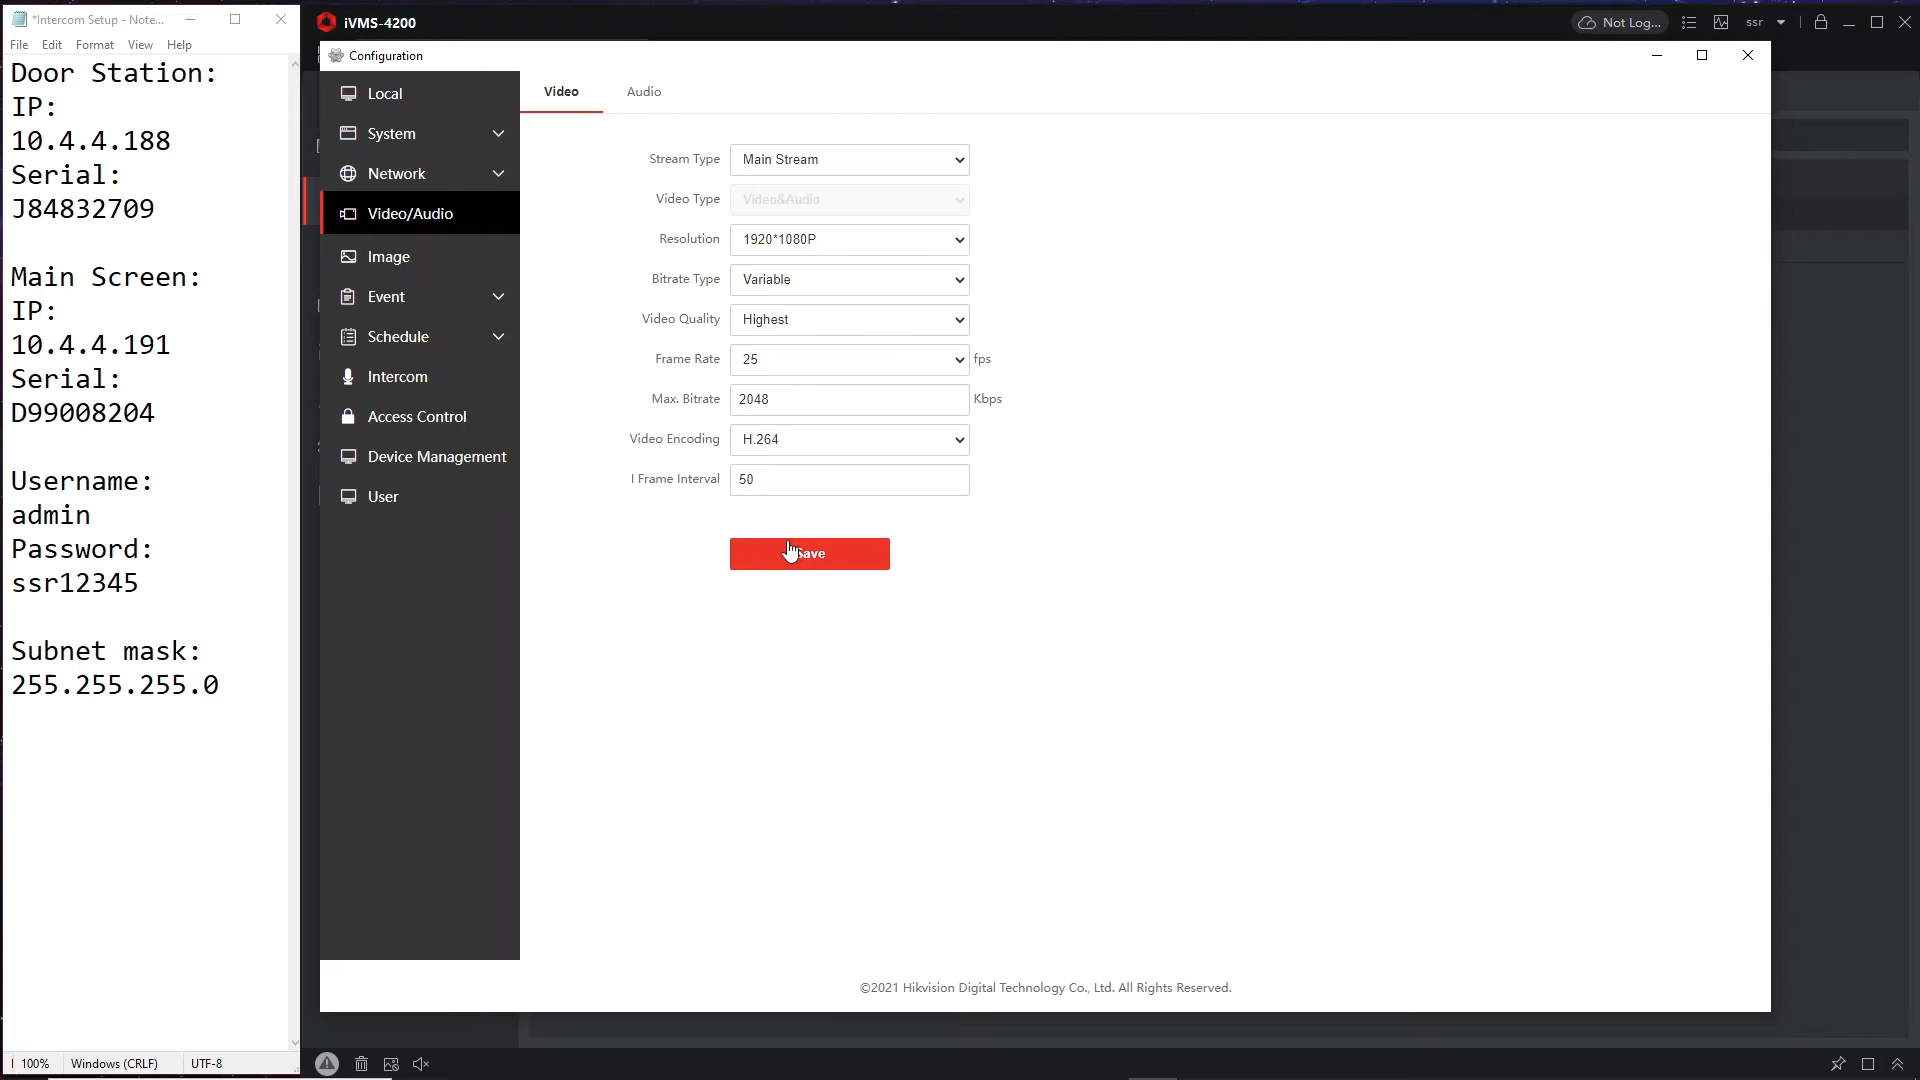 *Intercom Setup - Note...
File Edit Format View Help
Door Station:
IP:
10.4.4.188
Serial:
J84832709
Main Screen:
IP:
10.4.4.191
Serial:
D99008204
Username:
admin
Password:
ssr12345
Subnet mask:
255.255.255.0
100% Windows (CRLF) UTF-8
iVMS-4200
Not Log...
ssr
Configuration
Local
System
Network
Video/Audio
Image
Event
Schedule
Intercom
Access Control
Device Management
User
Video Audio
Stream Type Main Stream
Video Type Video&Audio
Resolution 1920*1080P
Bitrate Type Variable
Video Quality Highest
Frame Rate 25 fps
Max. Bitrate 2048 Kbps
Video Encoding H.264
I Frame Interval 50
Save
©2021 Hikvision Digital Technology Co., Ltd. All Rights Reserved.